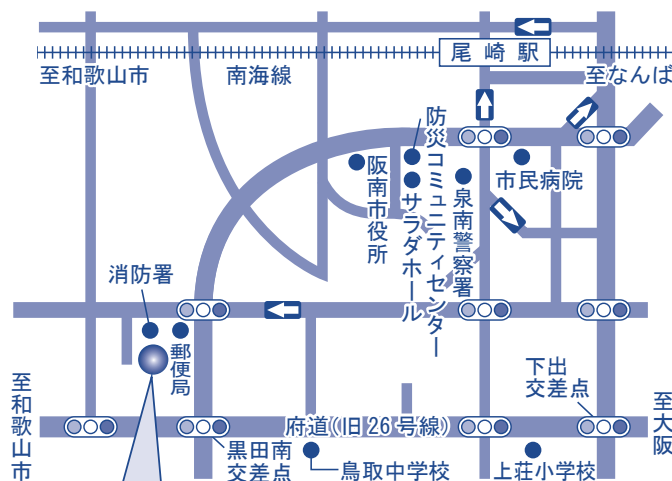 尾崎駅
至和歌山市
南海線
至なんば
防災コミュニティセンター
サラダホール
阪南市役所
泉南警察署
市民病院
消防署
郵便局
至和歌山市
府道(旧26号線)
下出
交差点
至大阪
黒田南
交差点
鳥取中学校
上荘小学校